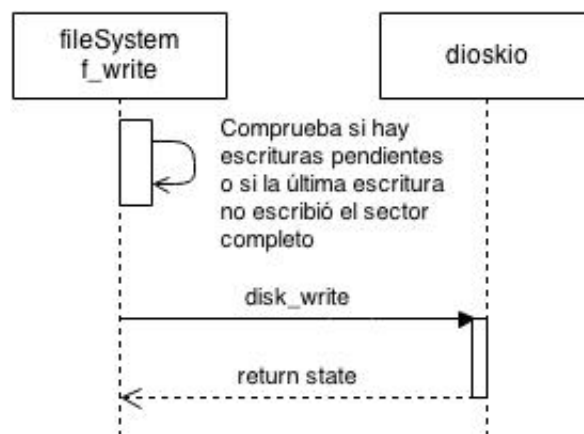 fileSystem
f_write
dioskio
Comprueba si hay
escrituras pendientes
o si la última escritura
no escribió el sector
completo
disk_write
return state